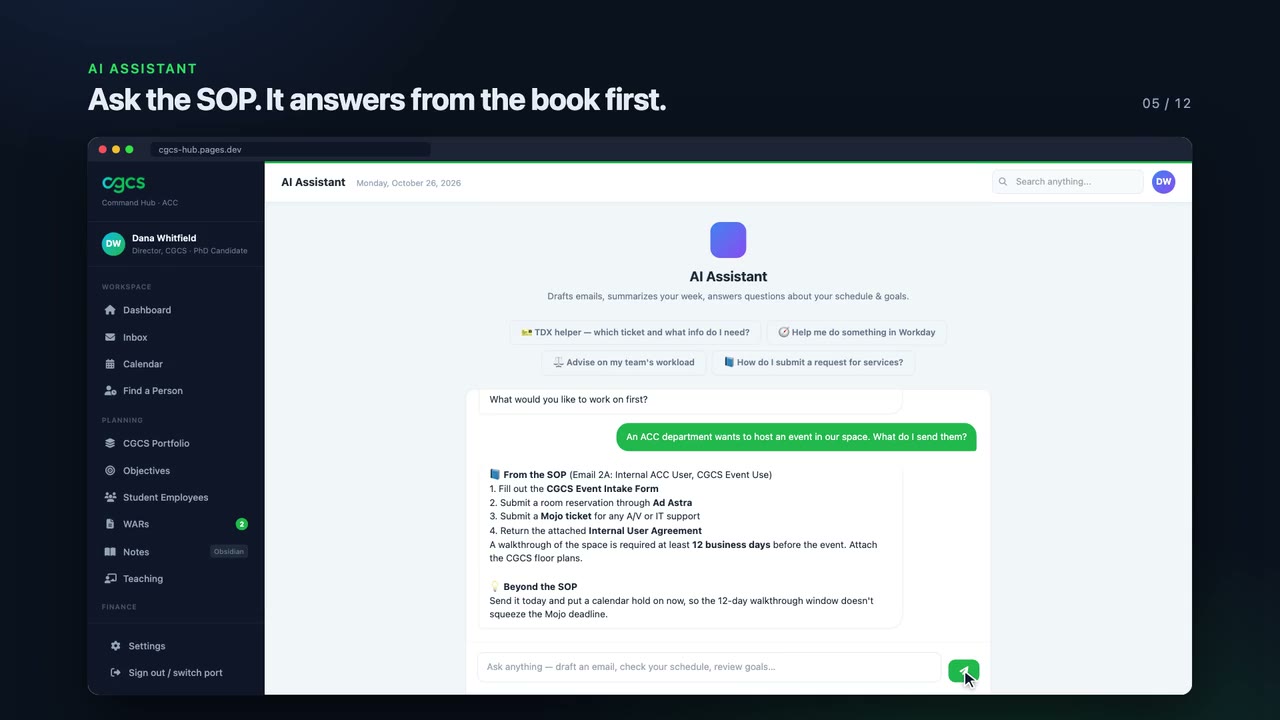 AI ASSISTANT
Ask the SOP. It answers from the book first.
05 / 12
cgcs-hub.pages.dev
cgcs
Command Hub · ACC
DW
Dana Whitfield
Director, CGCS · PhD Candidate
WORKSPACE
Dashboard
Inbox
Calendar
Find a Person
PLANNING
CGCS Portfolio
Objectives
Student Employees
WARs
2
Notes
Obsidian
Teaching
FINANCE
Settings
Sign out / switch port
AI Assistant
Monday, October 26, 2026
Search anything...
DW
AI Assistant
Drafts emails, summarizes your week, answers questions about your schedule & goals.
🎫 TDX helper — which ticket and what info do I need?
🧭 Help me do something in Workday
⚖️ Advise on my team's workload
📘 How do I submit a request for services?
What would you like to work on first?
An ACC department wants to host an event in our space. What do I send them?
📘 From the SOP (Email 2A: Internal ACC User, CGCS Event Use)
1. Fill out the CGCS Event Intake Form
2. Submit a room reservation through Ad Astra
3. Submit a Mojo ticket for any A/V or IT support
4. Return the attached Internal User Agreement
A walkthrough of the space is required at least 12 business days before the event. Attach
the CGCS floor plans.
💡 Beyond the SOP
Send it today and put a calendar hold on now, so the 12-day walkthrough window doesn't
squeeze the Mojo deadline.
Ask anything — draft an email, check your schedule, review goals...